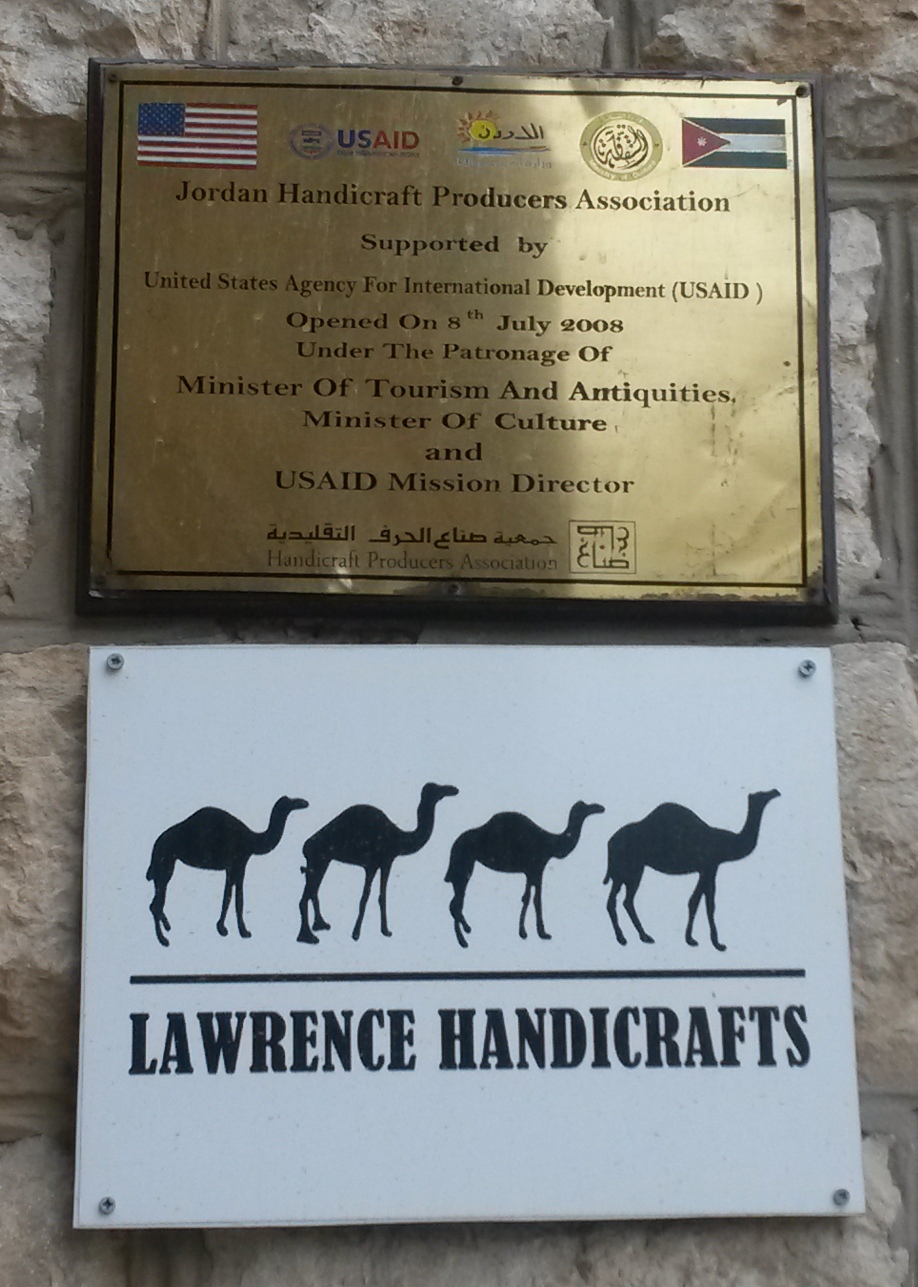 USAID
الاردن
Jordan Handicraft Producers Association
Supported by
United States Agency For International Development (USAID )
Opened On 8th July 2008
Under The Patronage Of
Minister Of Tourism And Antiquities,
Minister Of Culture,
and
USAID Mission Director
جمعية صناع الحرف التقليدية
Handicraft Producers Association
LAWRENCE HANDICRAFTS